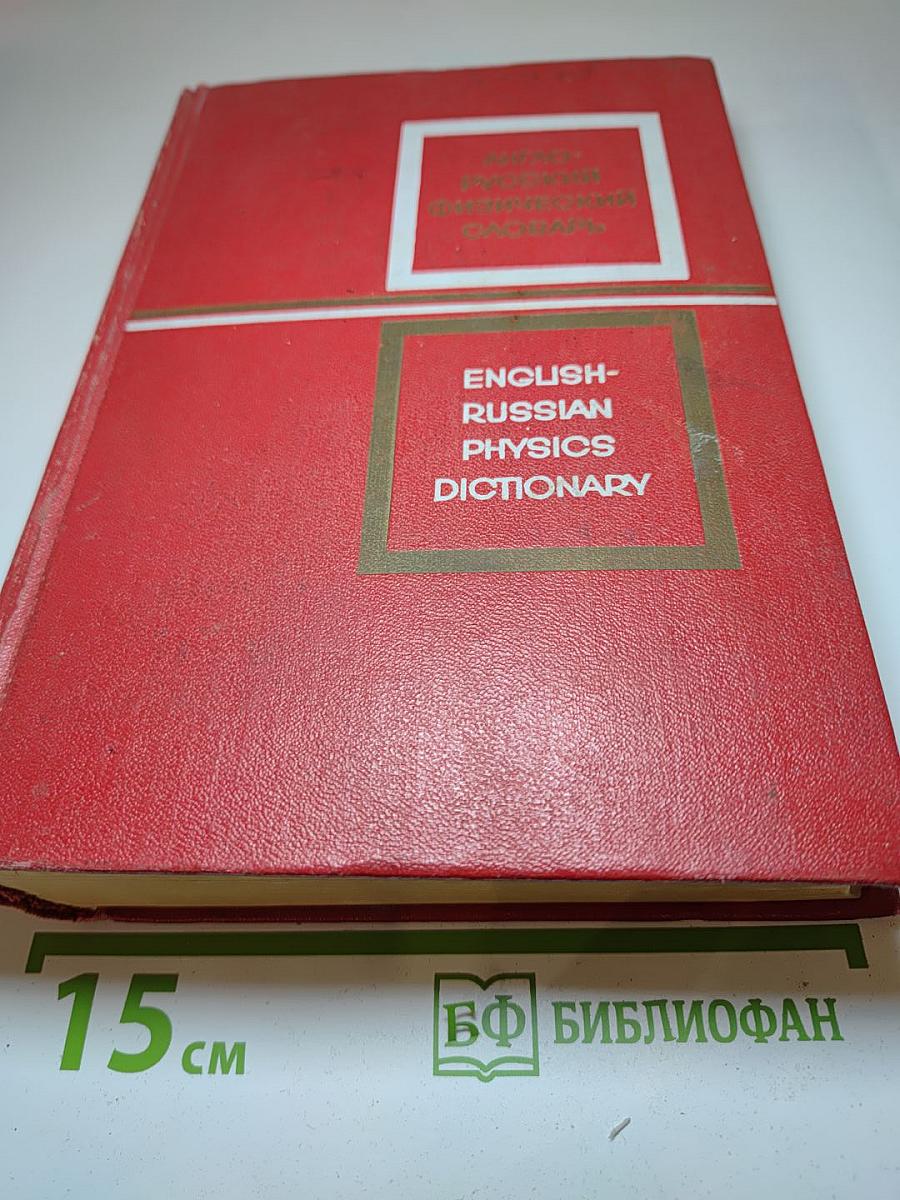 АНГЛО-
РУССКИЙ
ФИЗИЧЕСКИЙ
СЛОВАРЬ
ENGLISH-
RUSSIAN
PHYSICS
DICTIONARY
15 см
БФ БИБЛИОФАН